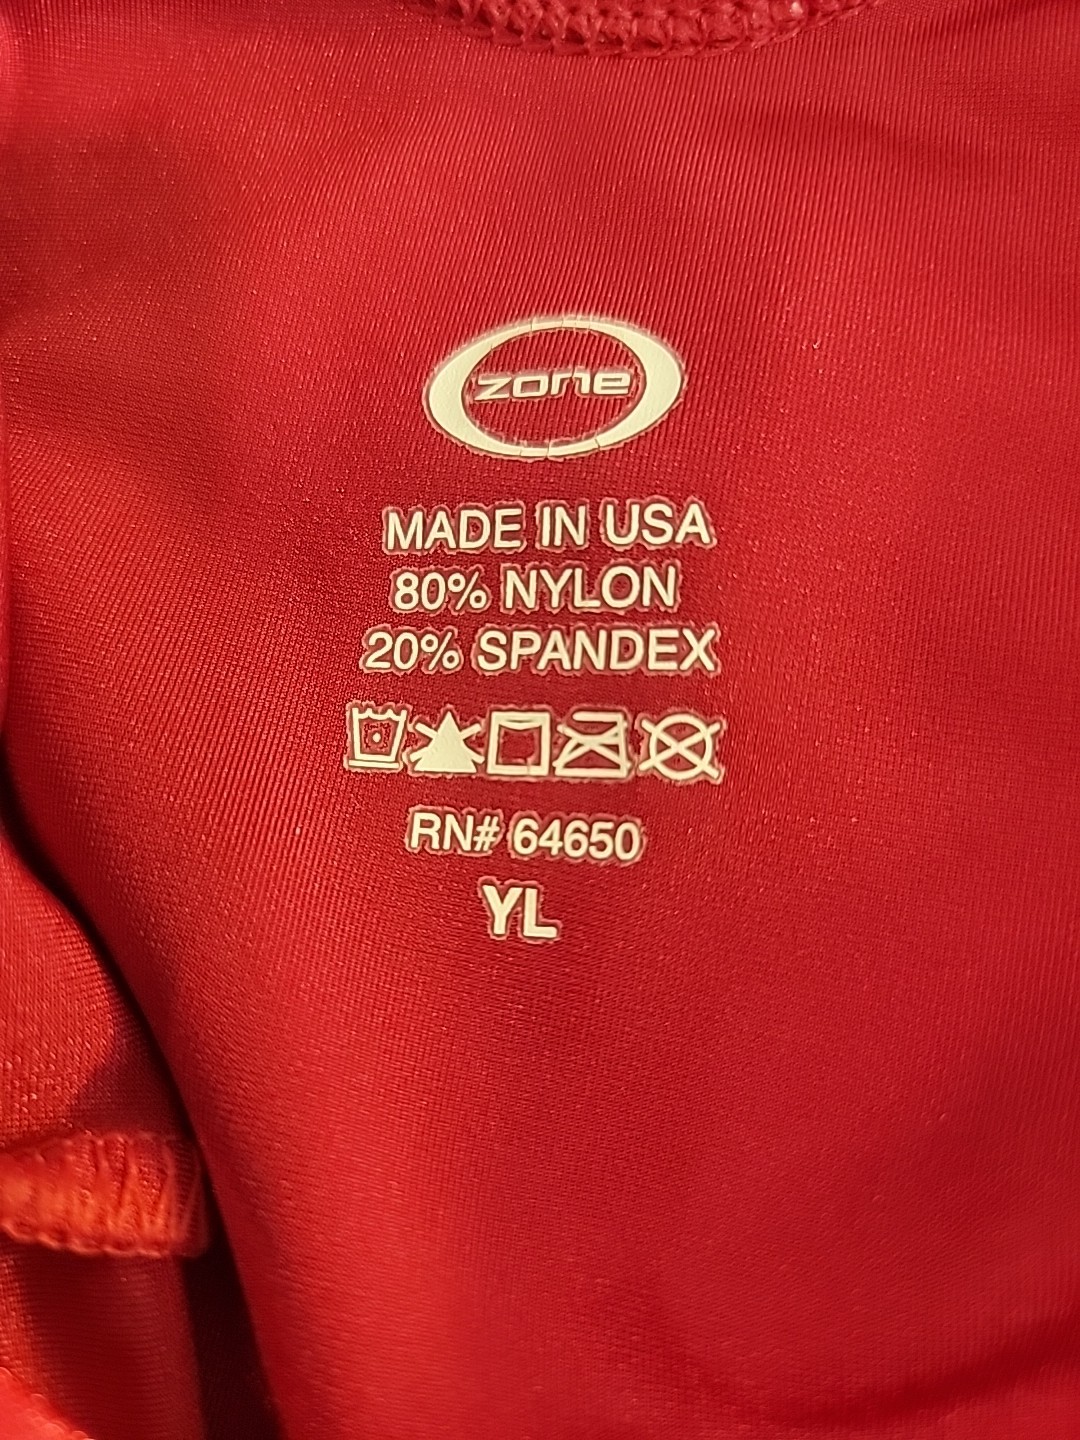 zone
MADE IN USA
80% NYLON
20% SPANDEX
RN# 64650
YL